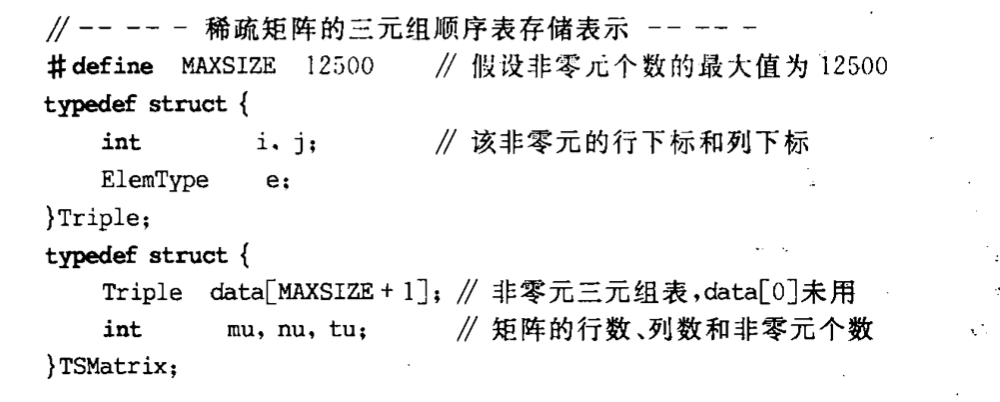 // ----- 稀疏矩阵的三元组顺序表存储表示 -----
#define MAXSIZE 12500 // 假设非零元个数的最大值为 12500
typedef struct {
int i, j; // 该非零元的行下标和列下标
ElemType e;
}Triple;
typedef struct {
Triple data[MAXSIZE + 1]; // 非零元三元组表,data[0]未用
int mu, nu, tu; // 矩阵的行数、列数和非零元个数
}TSMatrix;